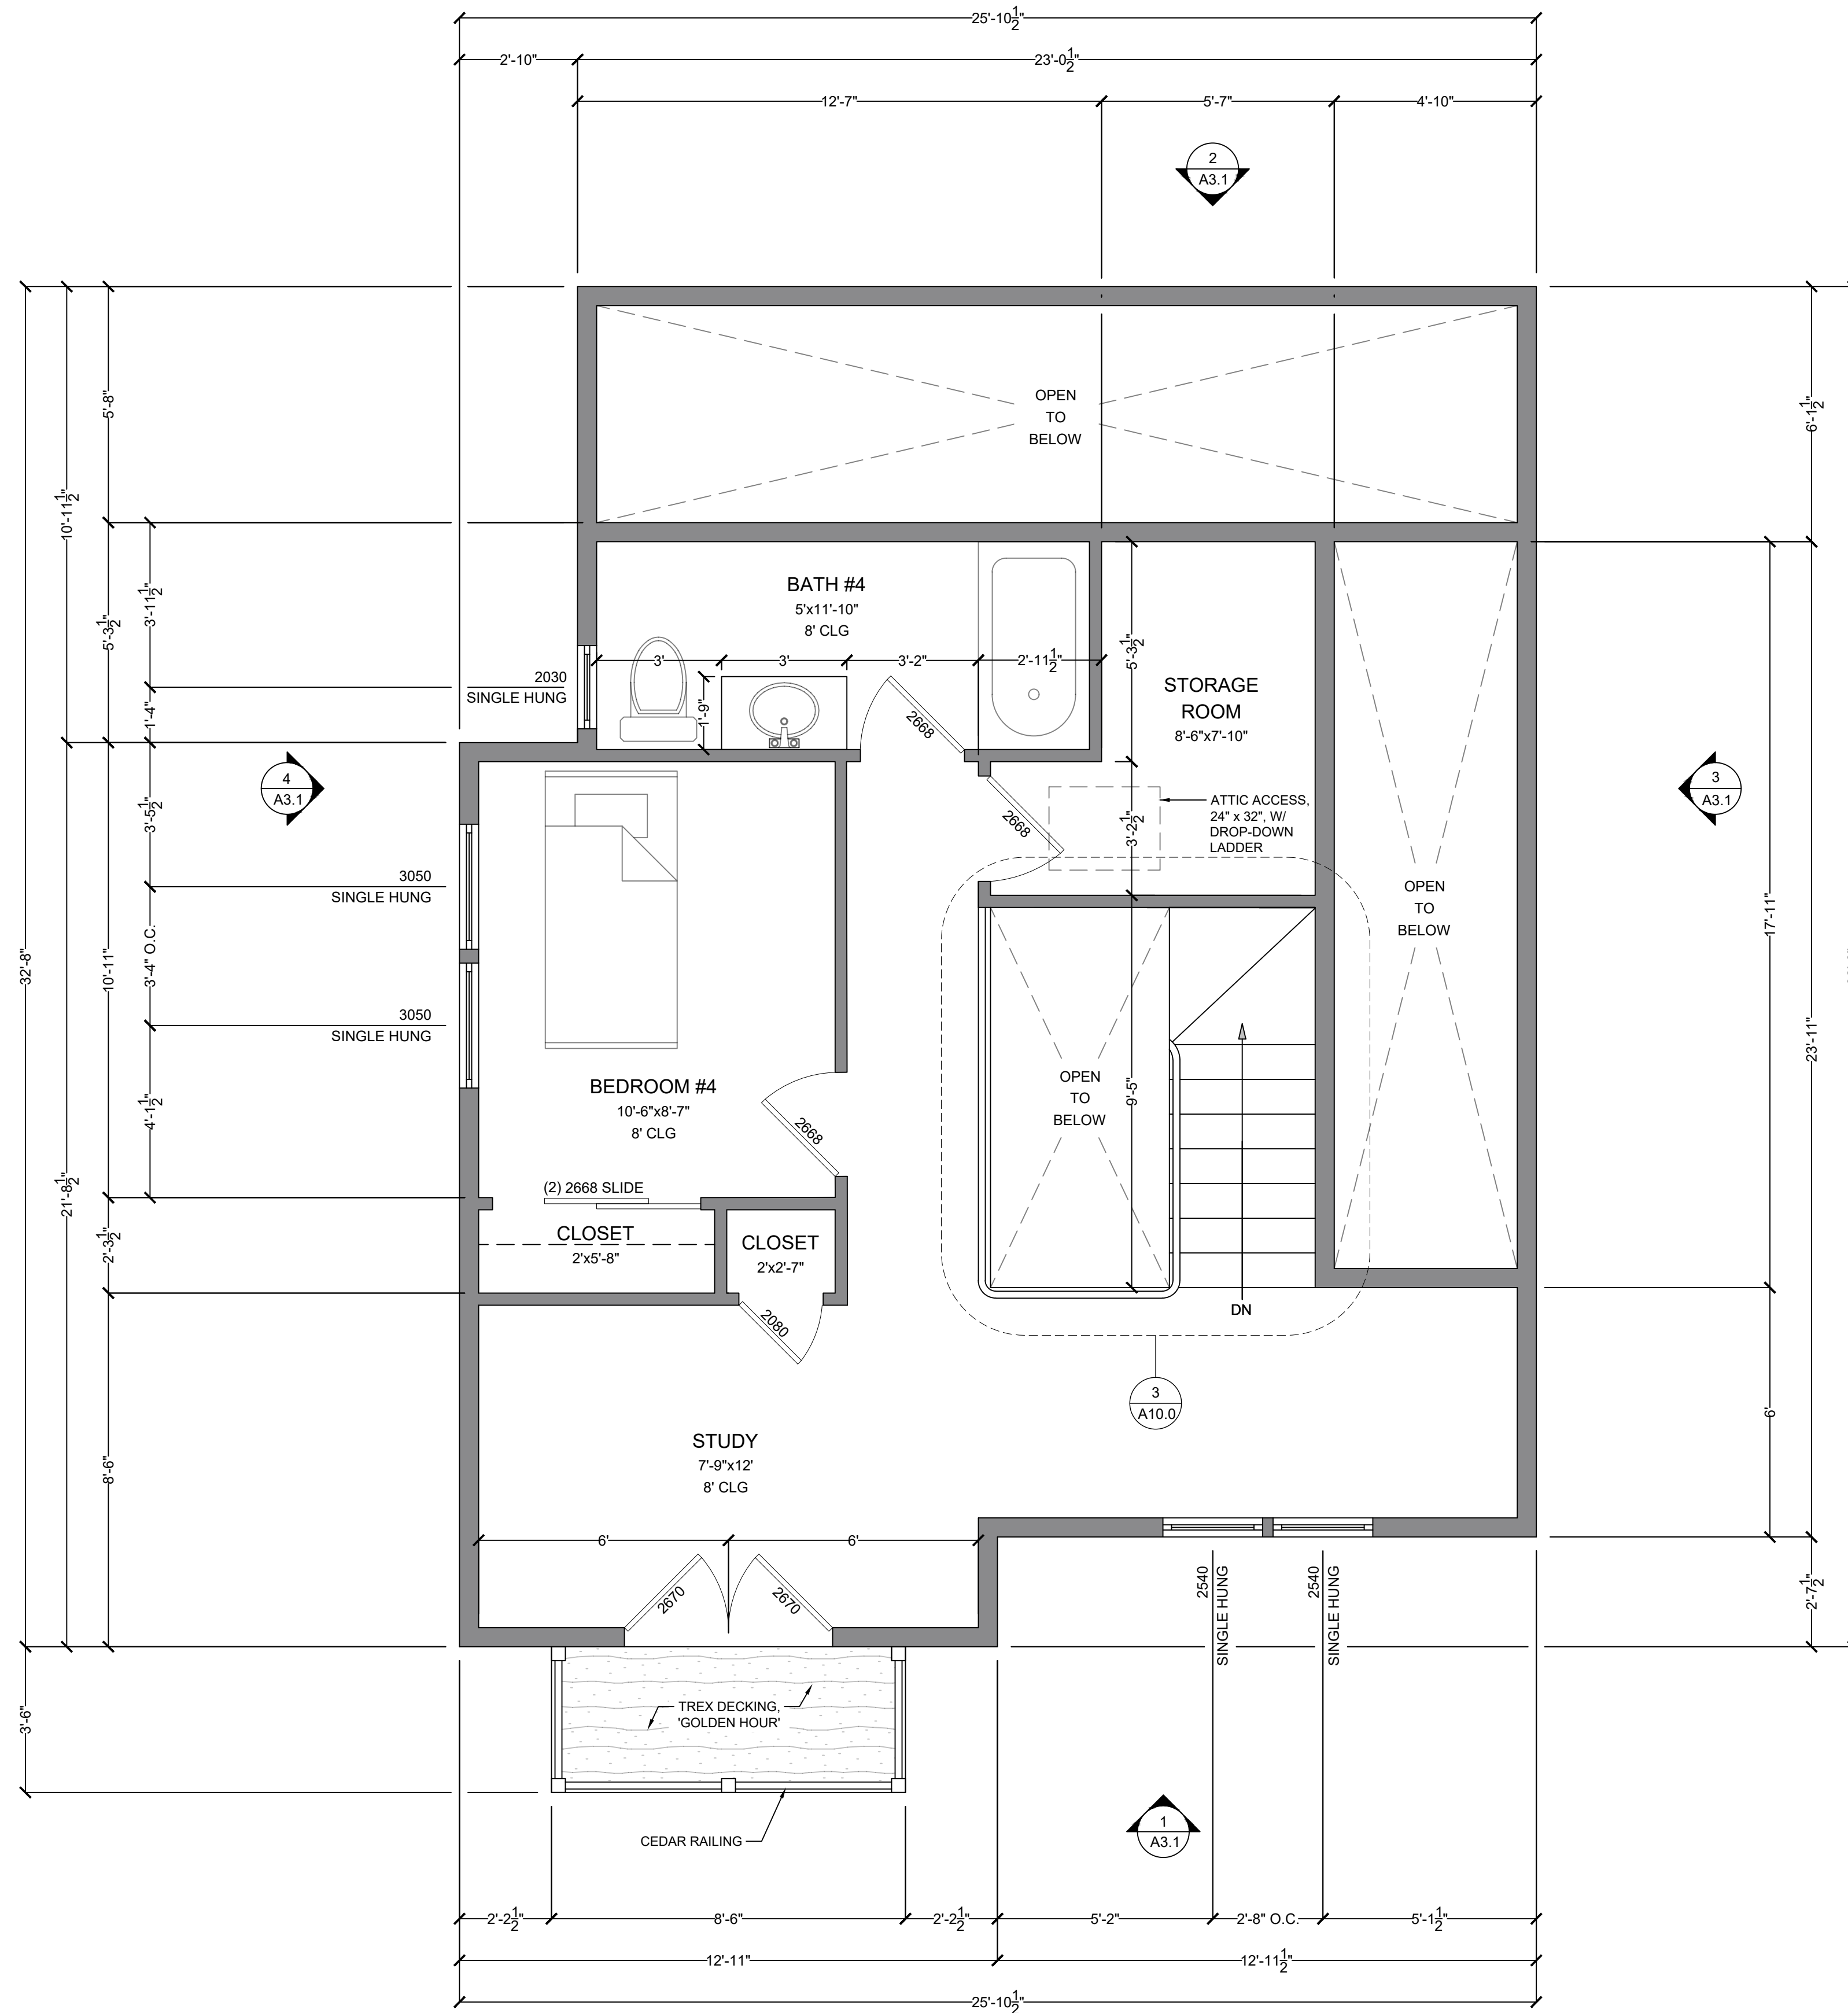 25'-10 1/2"
2'-10"
23'-0 1/2"
12'-7"
5'-7"
4'-10"
2
A3.1
5'-8"
OPEN
TO
BELOW
6'-1 1/2"
10'-11 1/2"
BATH #4
5'x11'-10"
8' CLG
3'-11 1/2"
5'-3 1/2"
5'-3 1/2"
3'
3'
3'-2"
2'-11 1/2"
2030
SINGLE HUNG
STORAGE
ROOM
8'-6"x7'-10"
1'-9"
1'-4"
2668
4
A3.1
3
A3.1
3'-5 1/2"
2668
3'-2 1/2"
ATTIC ACCESS,
24" x 32", W/
DROP-DOWN
LADDER
3050
SINGLE HUNG
OPEN
TO
BELOW
17'-11"
32'-8"
10'-11"
3'-4" O.C.
3050
SINGLE HUNG
23'-11"
OPEN
TO
BELOW
9'-5"
BEDROOM #4
10'-6"x8'-7"
8' CLG
4'-1 1/2"
2668
21'-8 1/2"
(2) 2668 SLIDE
CLOSET
2'x5'-8"
CLOSET
2'x2'-7"
2'-3 1/2"
DN
2080
3
A10.0
6'
STUDY
7'-9"x12'
8' CLG
8'-6"
6'
6'
2670
2670
2540
SINGLE HUNG
2540
SINGLE HUNG
2'-7 1/2"
TREX DECKING,
'GOLDEN HOUR'
3'-6"
CEDAR RAILING
1
A3.1
2'-2 1/2"
8'-6"
2'-2 1/2"
5'-2"
2'-8" O.C.
5'-1 1/2"
12'-11"
12'-11 1/2"
25'-10 1/2"